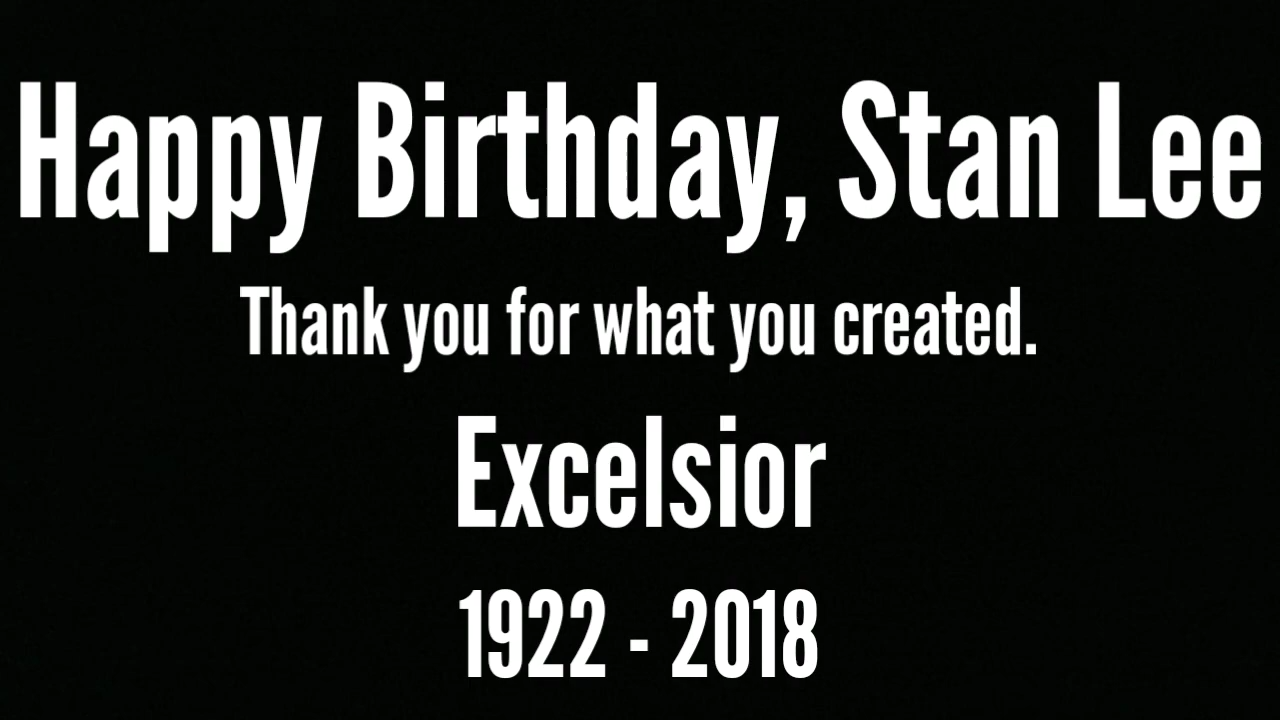 Happy Birthday, Stan Lee
Thank you for what you created.
Excelsior
1922 - 2018